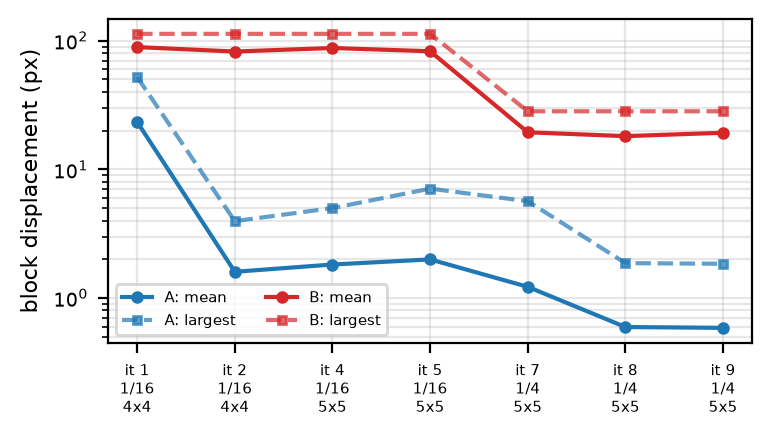 block displacement (px)
10²
10¹
10⁰
A: mean
A: largest
B: mean
B: largest
it 1
1/16
4x4
it 2
1/16
4x4
it 4
1/16
5x5
it 5
1/16
5x5
it 7
1/4
5x5
it 8
1/4
5x5
it 9
1/4
5x5